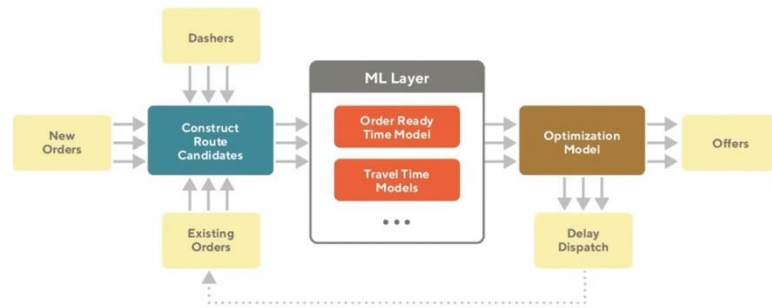 Dashers
ML Layer
New
Orders
Construct
Route
Candidates
Order Ready
Time Model
Travel Time
Models
•••
Optimization
Model
Offers
Existing
Orders
Delay
Dispatch